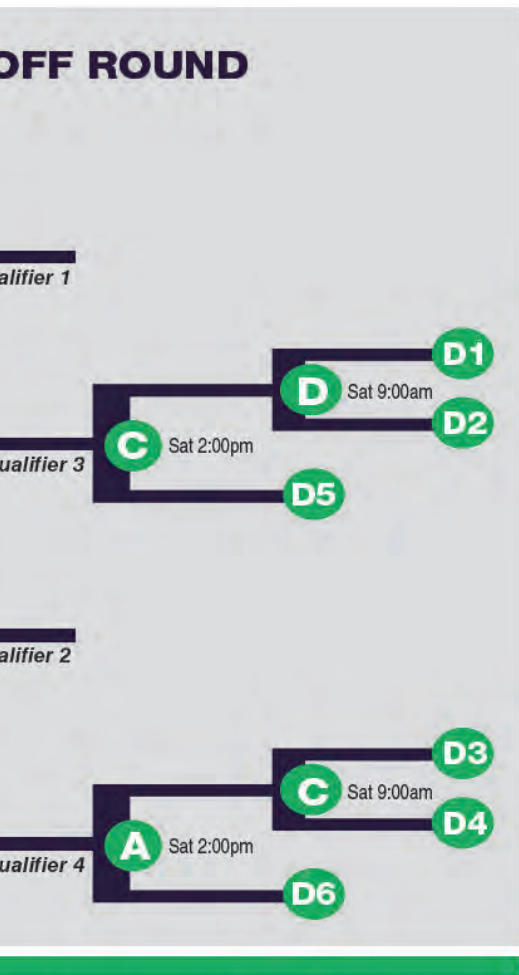 OFF ROUND
alifier 1
D1
D Sat 9:00am
D2
C Sat 2:00pm
ualifier 3
D5
alifier 2
D3
C Sat 9:00am
D4
A Sat 2:00pm
ualifier 4
D6